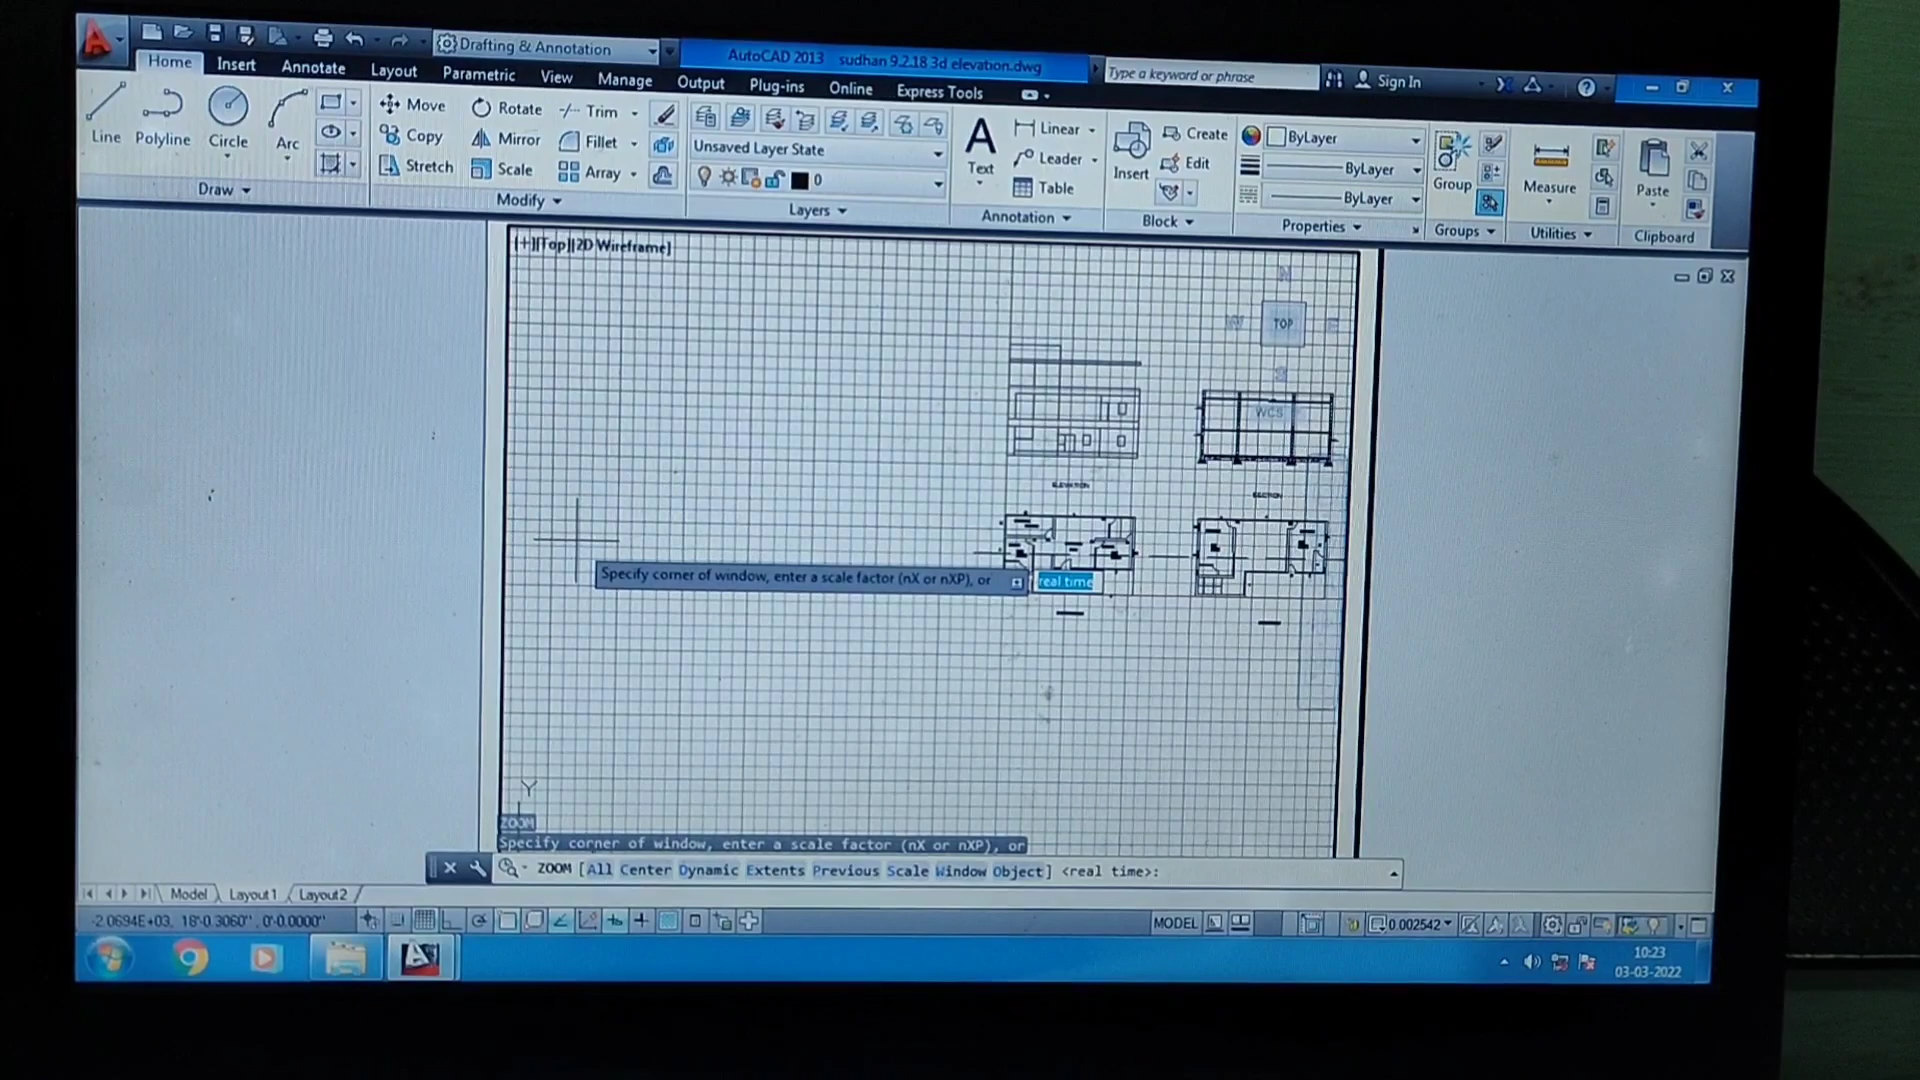 Drafting & Annotation
AutoCAD 2013 sudhan 9.2.18 3d elevation.dwg
Type a keyword or phrase
Sign In
Home Insert Annotate Layout Parametric View Manage Output Plug-ins Online Express Tools
Line Polyline Circle Arc
Draw
Move Rotate Trim
Copy Mirror Fillet
Stretch Scale Array
Modify
Unsaved Layer State
0
Layers
Text
Linear
Leader
Table
Annotation
Insert
Create
Edit
Block
ByLayer
ByLayer
ByLayer
Properties
Group
Groups
Measure
Utilities
Paste
Clipboard
[+][Top][2D Wireframe]
N
W TOP E
S
WCS
ELEVATION
SECTION
Specify corner of window, enter a scale factor (nX or nXP), or real time
Y
ZOOM
Specify corner of window, enter a scale factor (nX or nXP), or
ZOOM [All Center Dynamic Extents Previous Scale Window Object] <real time>:
Model Layout1 Layout2
-2.0694E+03, 18'-0.3060", 0'-0.0000"
MODEL
0.002542
10:23
03-03-2022